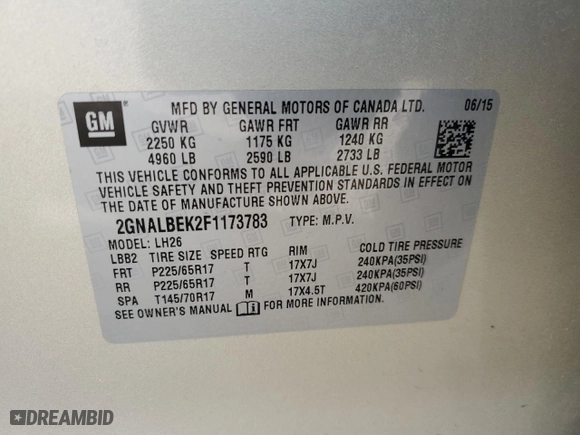 GM
MFD BY GENERAL MOTORS OF CANADA LTD. 06/15
GVWR GAWR FRT GAWR RR
2250 KG 1175 KG 1240 KG
4960 LB 2590 LB 2733 LB
THIS VEHICLE CONFORMS TO ALL APPLICABLE U.S. FEDERAL MOTOR
VEHICLE SAFETY AND THEFT PREVENTION STANDARDS IN EFFECT ON
THE DATE OF MANUFACTURE SHOWN ABOVE.
2GNALBEK2F1173783 TYPE: M.P.V.
MODEL: LH26
LBB2 TIRE SIZE SPEED RTG RIM COLD TIRE PRESSURE
FRT P225/65R17 T 17X7J 240KPA(35PSI)
RR P225/65R17 T 17X7J 240KPA(35PSI)
SPA T145/70R17 M 17X4.5T 420KPA(60PSI)
SEE OWNER'S MANUAL FOR MORE INFORMATION.
DREAMBID